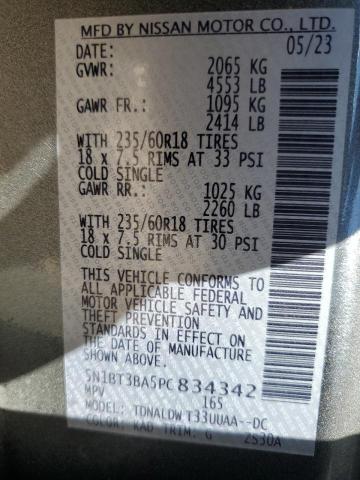 MFD BY NISSAN MOTOR CO., LTD.
DATE: 05/23
GVWR: 2065 KG
4553 LB
GAWR FR.: 1095 KG
2414 LB
WITH 235/60R18 TIRES
18 x 7.5 RIMS AT 33 PSI
COLD SINGLE
GAWR RR.: 1025 KG
2260 LB
WITH 235/60R18 TIRES
18 x 7.5 RIMS AT 30 PSI
COLD SINGLE
THIS VEHICLE CONFORMS TO
ALL APPLICABLE FEDERAL
MOTOR VEHICLE SAFETY AND
THEFT PREVENTION
STANDARDS IN EFFECT ON
THE DATE OF MANUFACTURE
SHOWN ABOVE.
5N1BT3BA5PC834342
MPV 165
MODEL: TDNALDWT33UUAA--DC
COLOR: KAD TRIM: G 2S30A